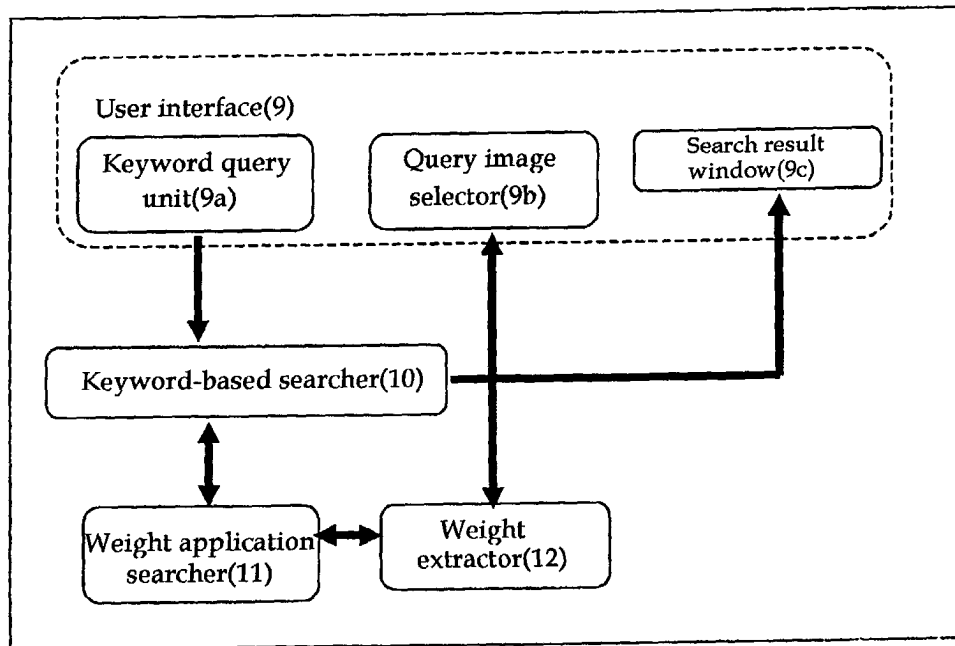 User interface(9)
Keyword query
unit(9a)
Query image
selector(9b)
Search result
window(9c)
Keyword-based searcher(10)
Weight application
searcher(11)
Weight
extractor(12)